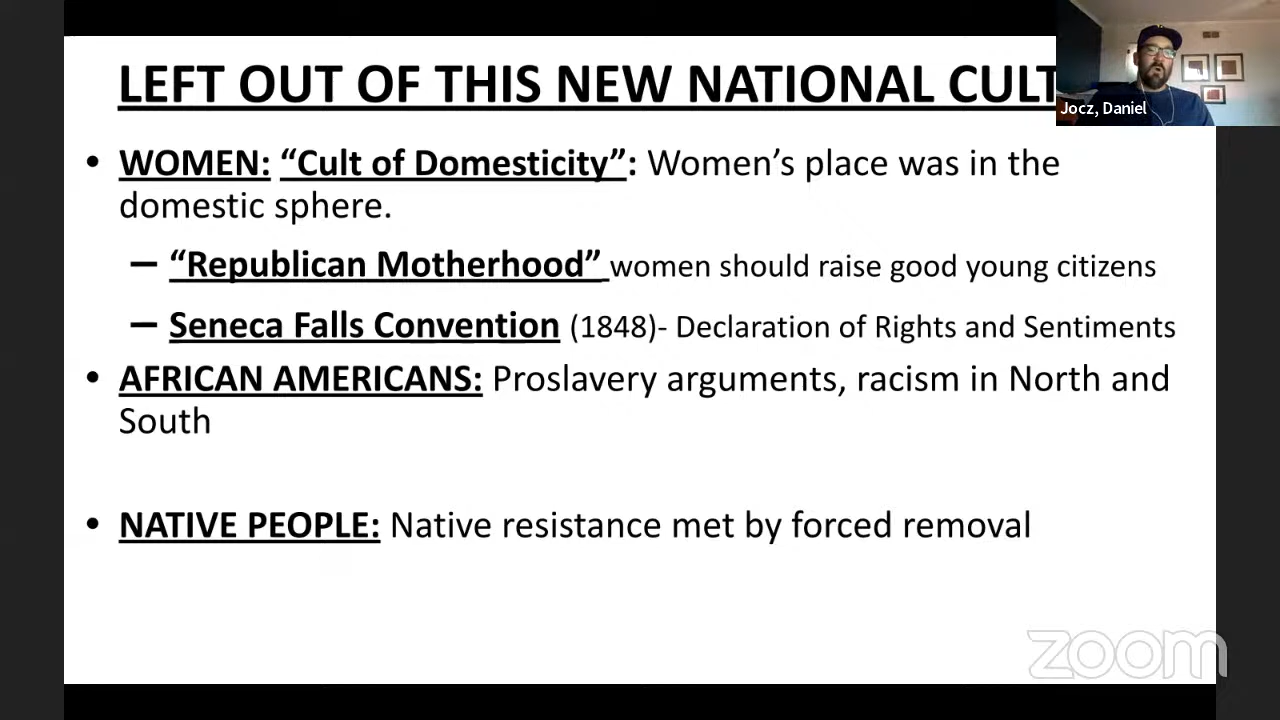 LEFT OUT OF THIS NEW NATIONAL CULT
Jocz, Daniel
• WOMEN: “Cult of Domesticity”: Women’s place was in the
domestic sphere.
– “Republican Motherhood” women should raise good young citizens
– Seneca Falls Convention (1848)- Declaration of Rights and Sentiments
• AFRICAN AMERICANS: Proslavery arguments, racism in North and
South
• NATIVE PEOPLE: Native resistance met by forced removal
zoom